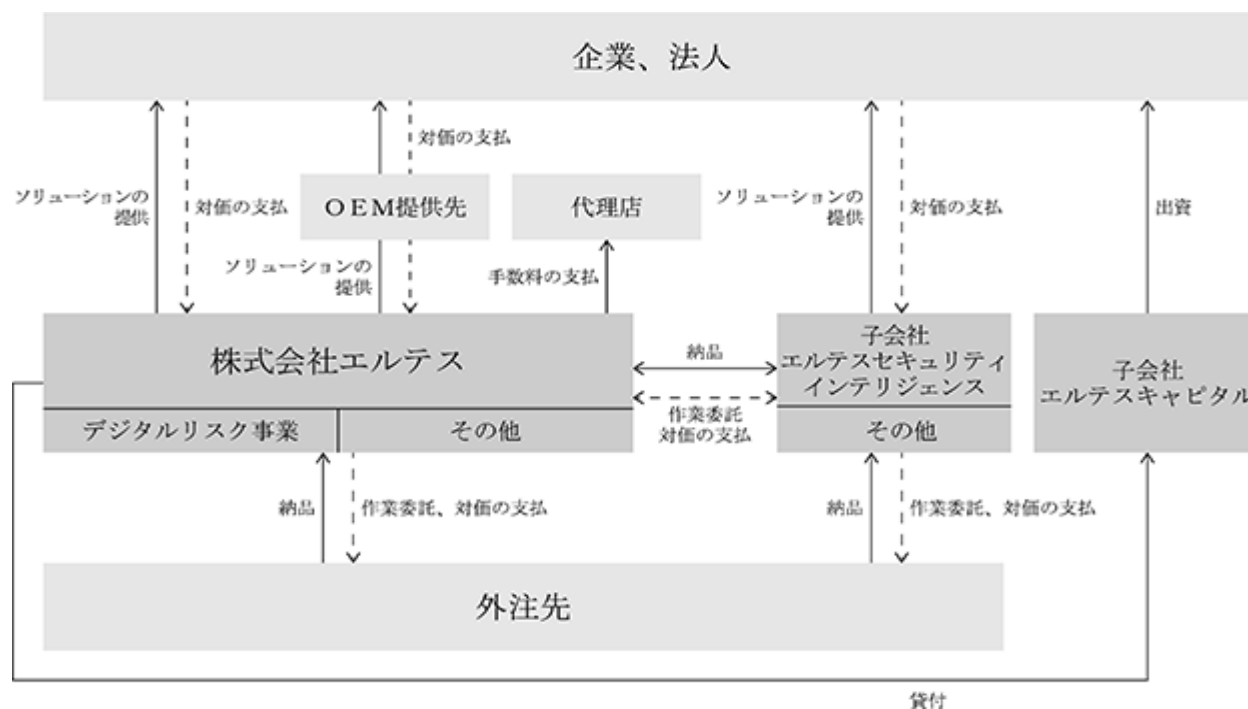 企業、法人
対価の支払
ソリューションの
提供
対価の支払
OEM提供先
代理店
ソリューションの
提供
対価の支払
出資
ソリューションの
提供
手数料の支払
株式会社エルテス
納品
子会社
エルテスセキュリティ
インテリジェンス
子会社
エルテスキャピタル
作業委託
対価の支払
デジタルリスク事業
その他
その他
納品
作業委託、対価の支払
納品
作業委託、対価の支払
外注先
貸付